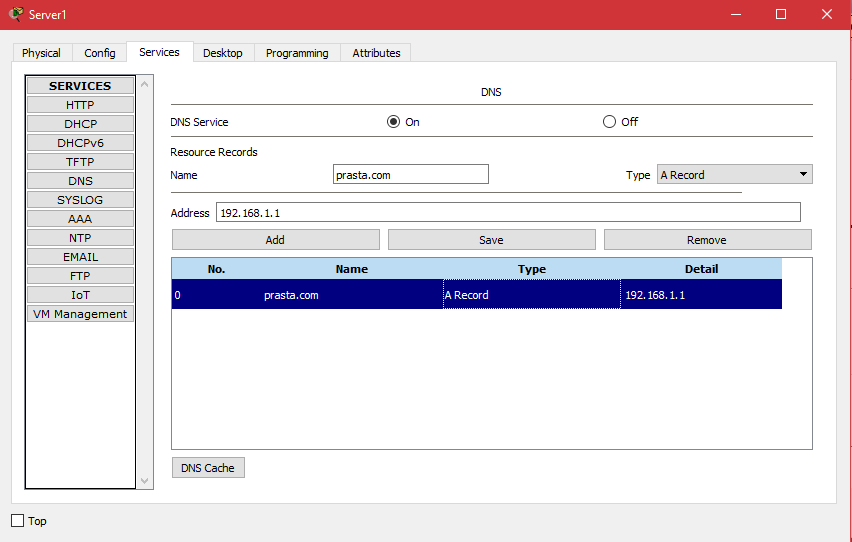 Server1
Physical Config Services Desktop Programming Attributes
SERVICES
HTTP
DHCP
DHCPv6
TFTP
DNS
SYSLOG
AAA
NTP
EMAIL
FTP
IoT
VM Management
DNS
DNS Service On Off
Resource Records
Name prasta.com Type A Record
Address 192.168.1.1
Add Save Remove
No. Name Type Detail
0 prasta.com A Record 192.168.1.1
DNS Cache
Top